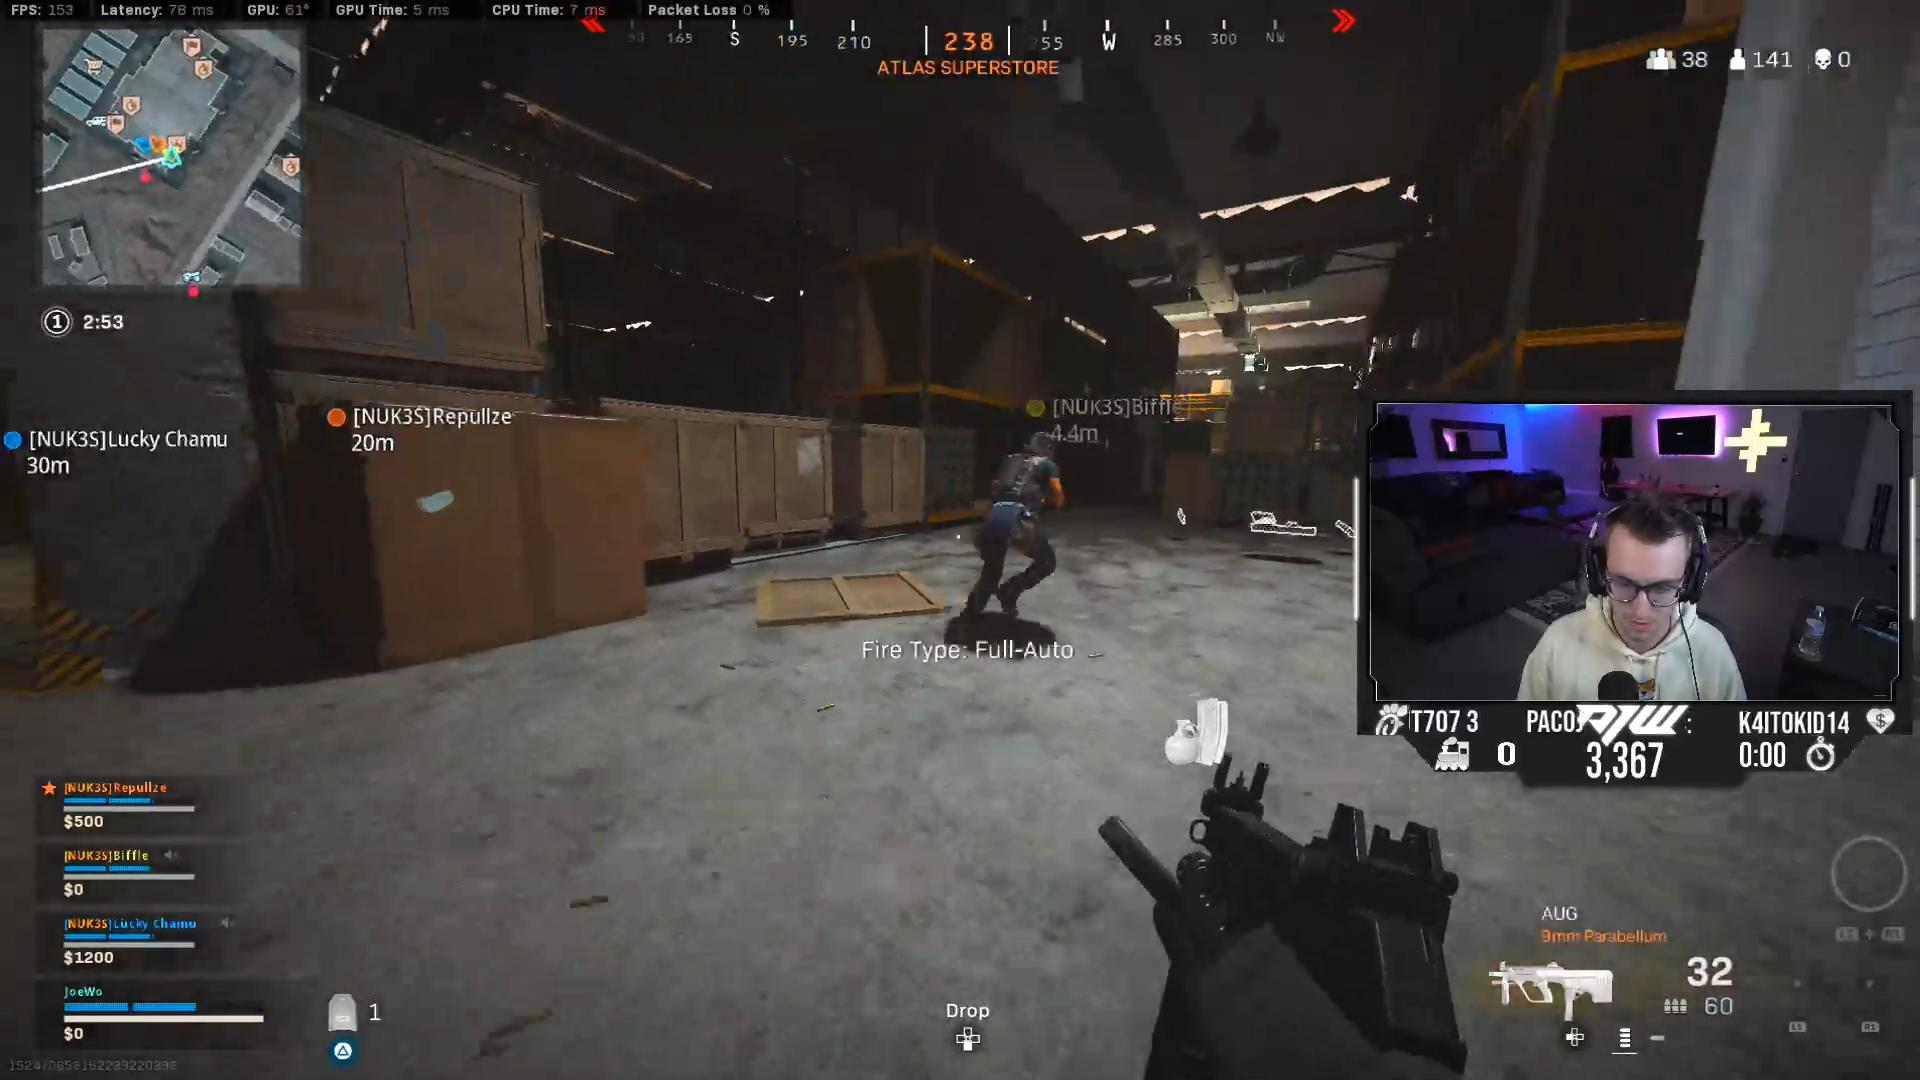 FPS: 153 Latency: 78 ms GPU: 61° GPU Time: 5 ms CPU Time: 7 ms Packet Loss 0 %
165 S 195 210 238 255 W 285 300 NW
ATLAS SUPERSTORE
38 141 0
1 2:53
[NUK3S]Lucky Chamu
30m
[NUK3S]Repullze
20m
[NUK3S]Biffle
4.4m
Fire Type: Full-Auto
T707 3 PACO : K4ITOKID14
0 3,367 0:00
[NUK3S]Repullze
$500
[NUK3S]Biffle
$0
[NUK3S]Lucky Chamu
$1200
JoeWo
$0
1
Drop
AUG
9mm Parabellum
32
60
L1 R1